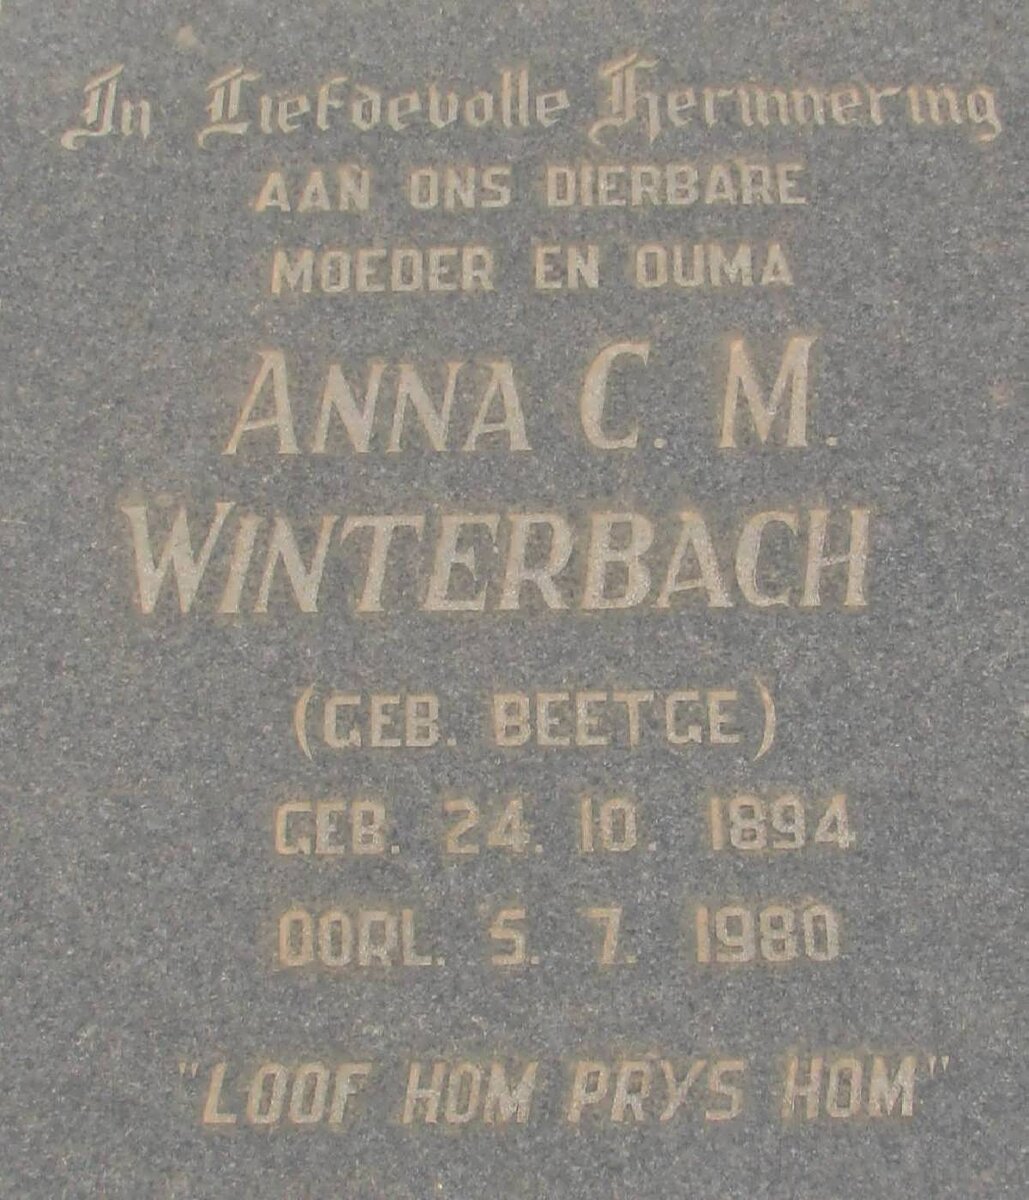 In Liefdevolle Herinnering
AAN ONS DIERBARE
MOEDER EN OUMA
ANNA C. M.
WINTERBACH
(GEB. BEETGE)
GEB. 24. 10. 1894
OORL. 5. 7. 1980
"LOOF HOM PRYS HOM"